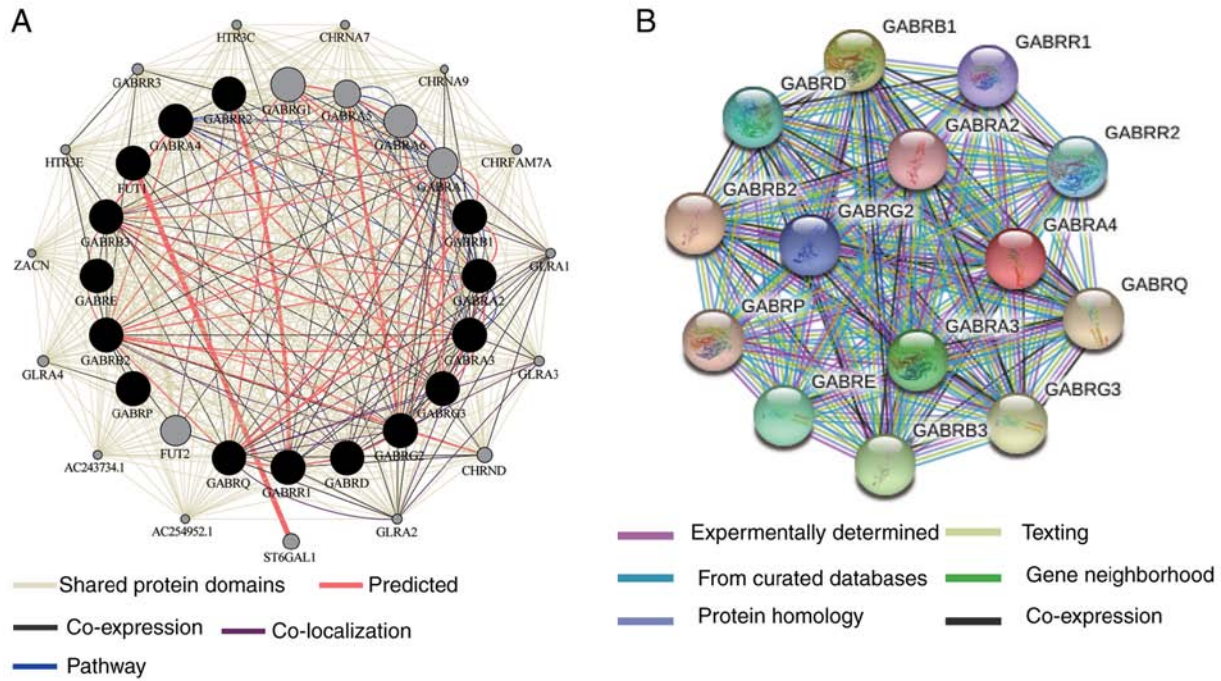 A
HTR3C
CHRNA7
GABRR3
CHRNA9
GABRR2
GABRG1
GABRA5
GABRA4
GABRA6
HTR3E
CHRFAM7A
FUT1
GABRA1
GABRB3
GABRB1
ZACN
GLRA1
GABRE
GABRA2
GABRB2
GABRA3
GLRA4
GLRA3
GABRP
GABRG3
FUT2
GABRG2
AC243734.1
CHRND
GABRQ
GABRR1
GABRD
AC254952.1
GLRA2
ST6GAL1
Shared protein domains
Predicted
Co-expression
Co-localization
Pathway
B
GABRB1
GABRR1
GABRD
GABRA2
GABRR2
GABRB2
GABRG2
GABRA4
GABRQ
GABRP
GABRA3
GABRE
GABRG3
GABRB3
Expermentally determined
Texting
From curated databases
Gene neighborhood
Protein homology
Co-expression